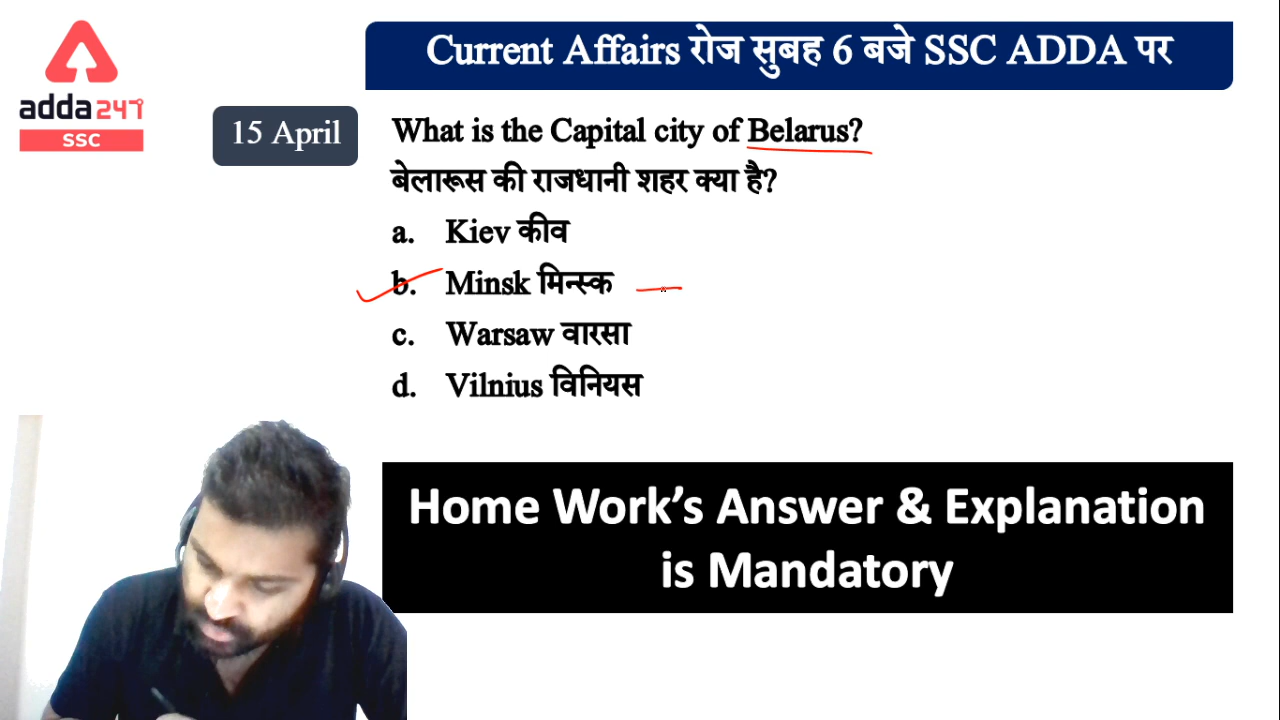 Current Affairs रोज सुबह 6 बजे SSC ADDA पर
adda247
SSC
15 April
What is the Capital city of Belarus?
बेलारूस की राजधानी शहर क्या है?
a. Kiev कीव
b. Minsk मिन्स्क
c. Warsaw वारसा
d. Vilnius विनियस
Home Work's Answer & Explanation
is Mandatory